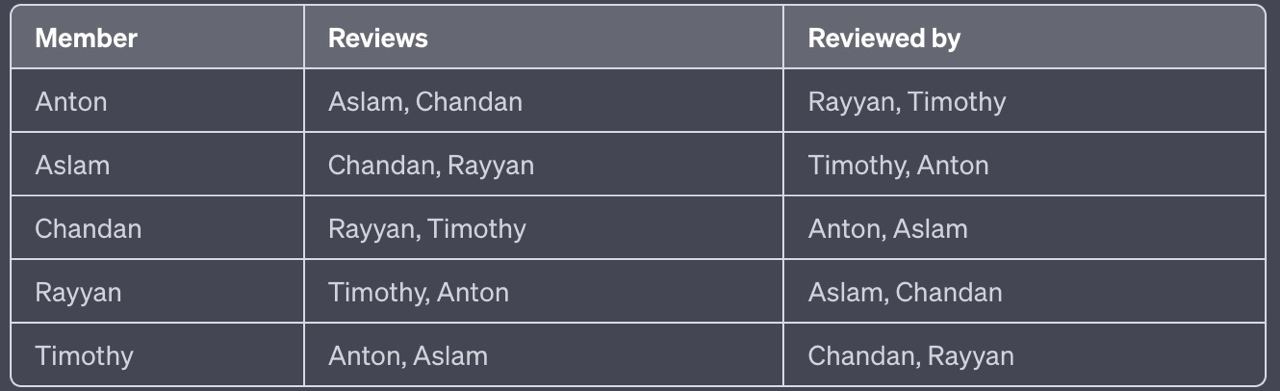 Member Reviews Reviewed by
Anton Aslam, Chandan Rayyan, Timothy
Aslam Chandan, Rayyan Timothy, Anton
Chandan Rayyan, Timothy Anton, Aslam
Rayyan Timothy, Anton Aslam, Chandan
Timothy Anton, Aslam Chandan, Rayyan